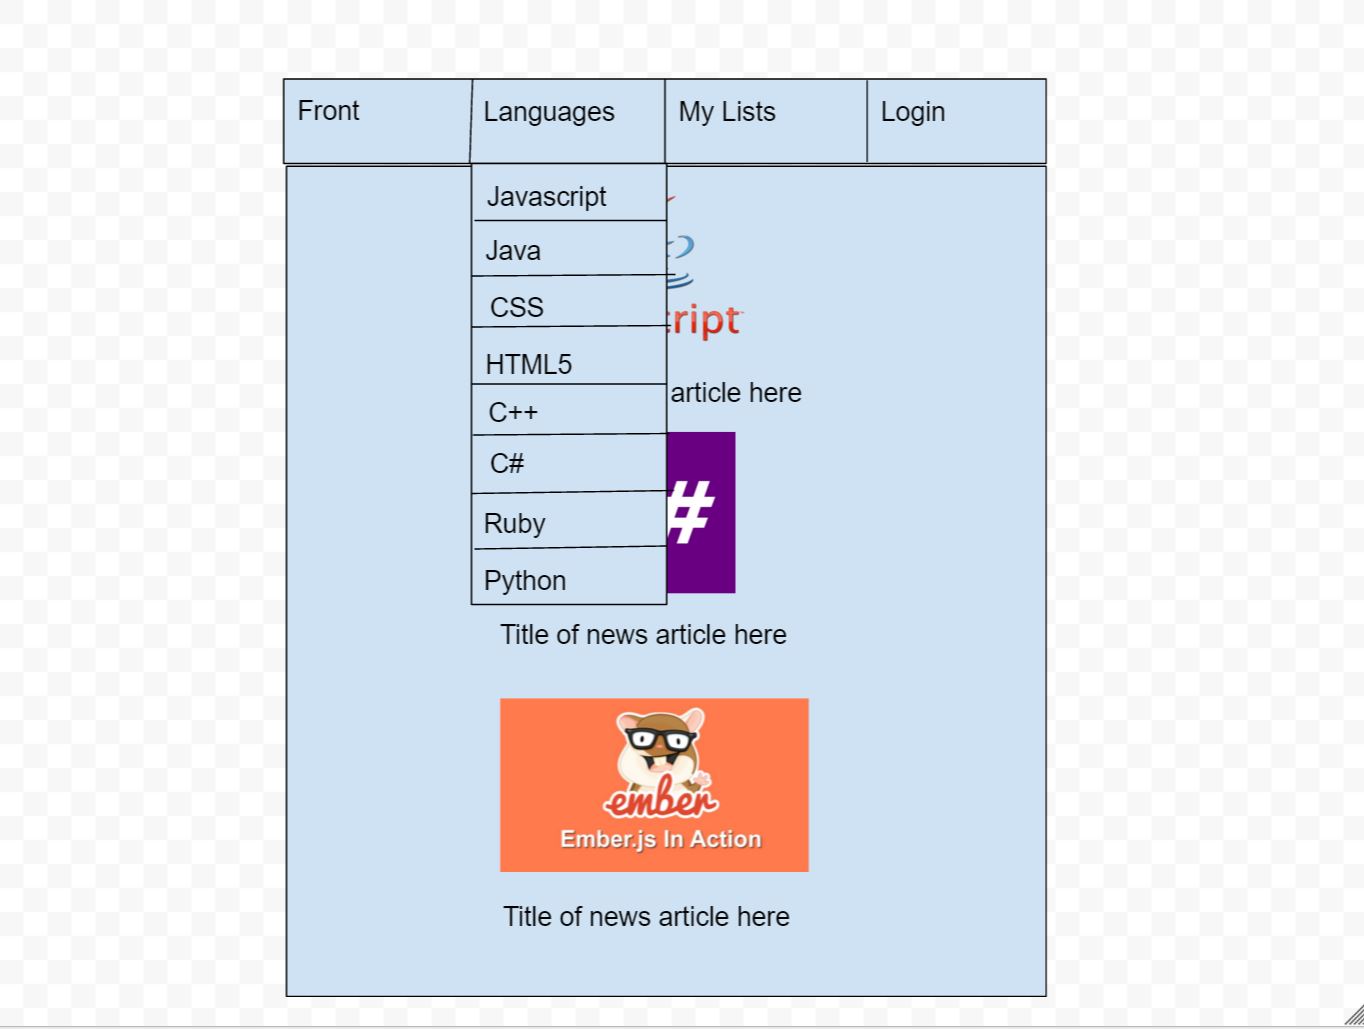 Front
Languages
My Lists
Login
Javascript
Java
CSS
HTML5
C++
C#
Ruby
Python
ript
article here
#
Title of news article here
ember
Ember.js In Action
Title of news article here